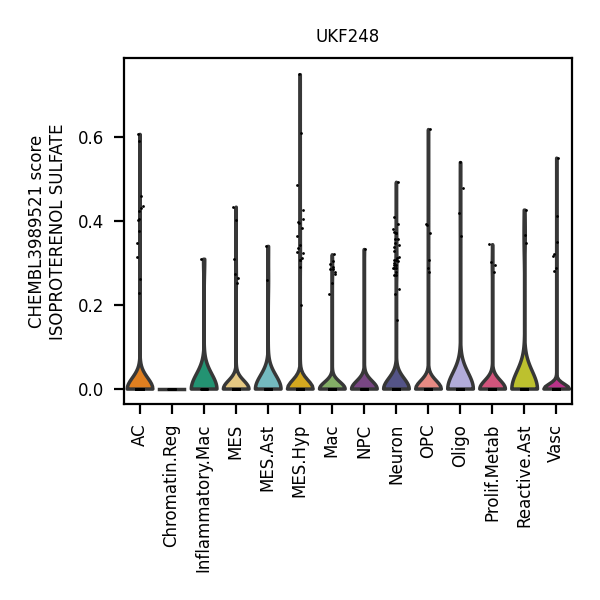 UKF248
CHEMBL3989521 score
ISOPROTERENOL SULFATE
0.6
0.4
0.2
0.0
AC
Chromatin.Reg
Inflammatory.Mac
MES
MES.Ast
MES.Hyp
Mac
NPC
Neuron
OPC
Oligo
Prolif.Metab
Reactive.Ast
Vasc